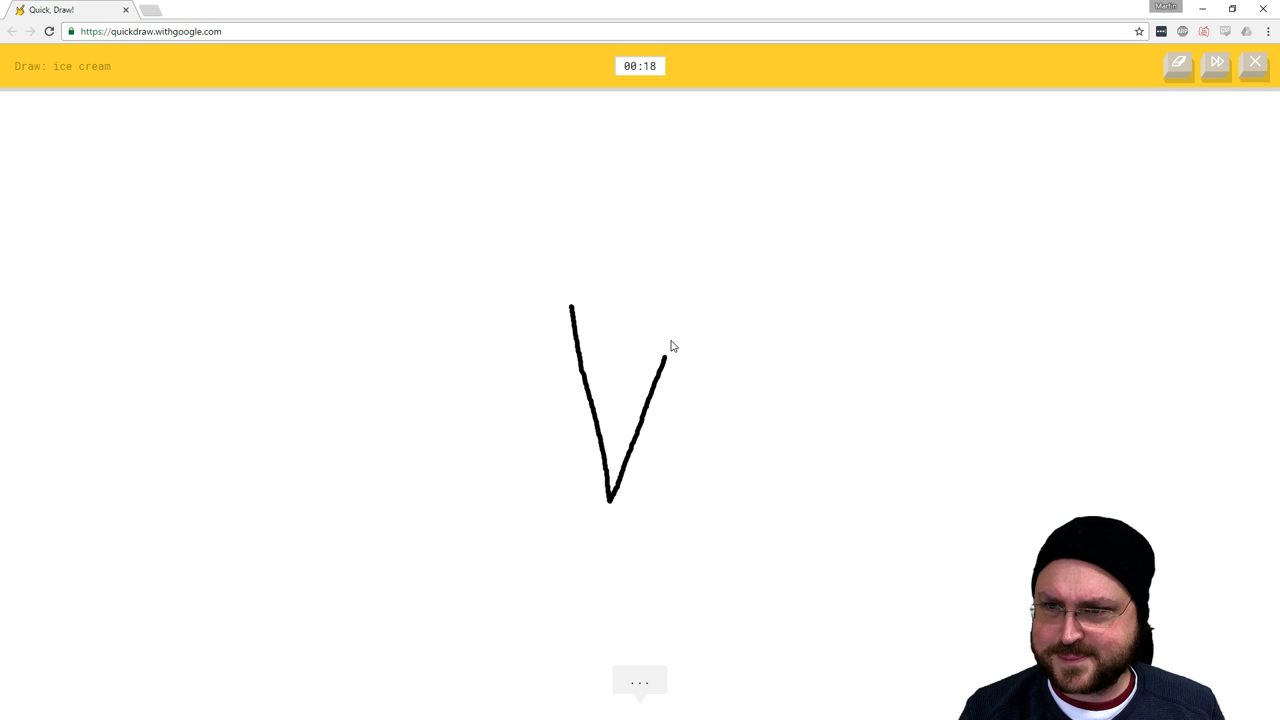 Quick, Draw!
Martin
https://quickdraw.withgoogle.com
Draw: ice cream
00:18
...